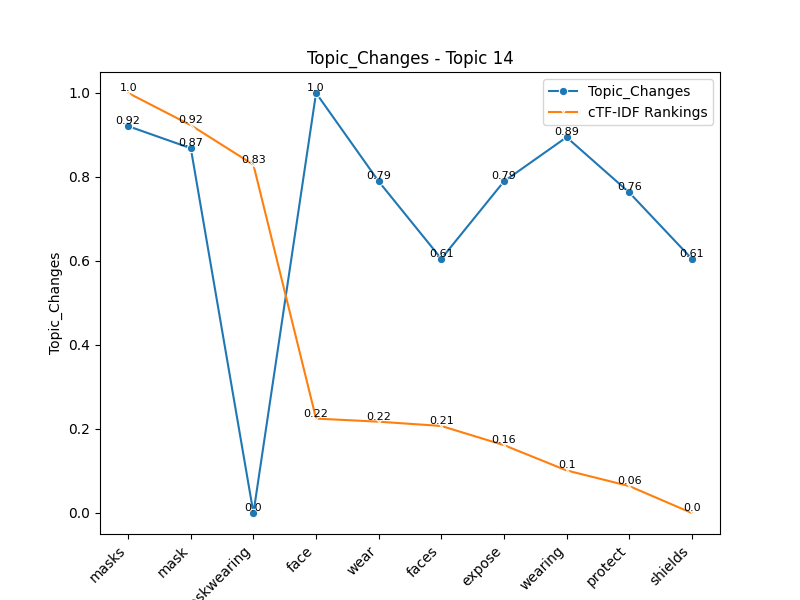 Topic_Changes - Topic 14
Topic_Changes
cTF-IDF Rankings
1.0
0.8
0.6
0.4
0.2
0.0
Topic_Changes
1.0
0.92
0.92
0.87
0.83
0.0
1.0
0.22
0.79
0.22
0.61
0.21
0.79
0.16
0.89
0.1
0.76
0.06
0.61
0.0
masks
mask
skwearing
face
wear
faces
expose
wearing
protect
shields